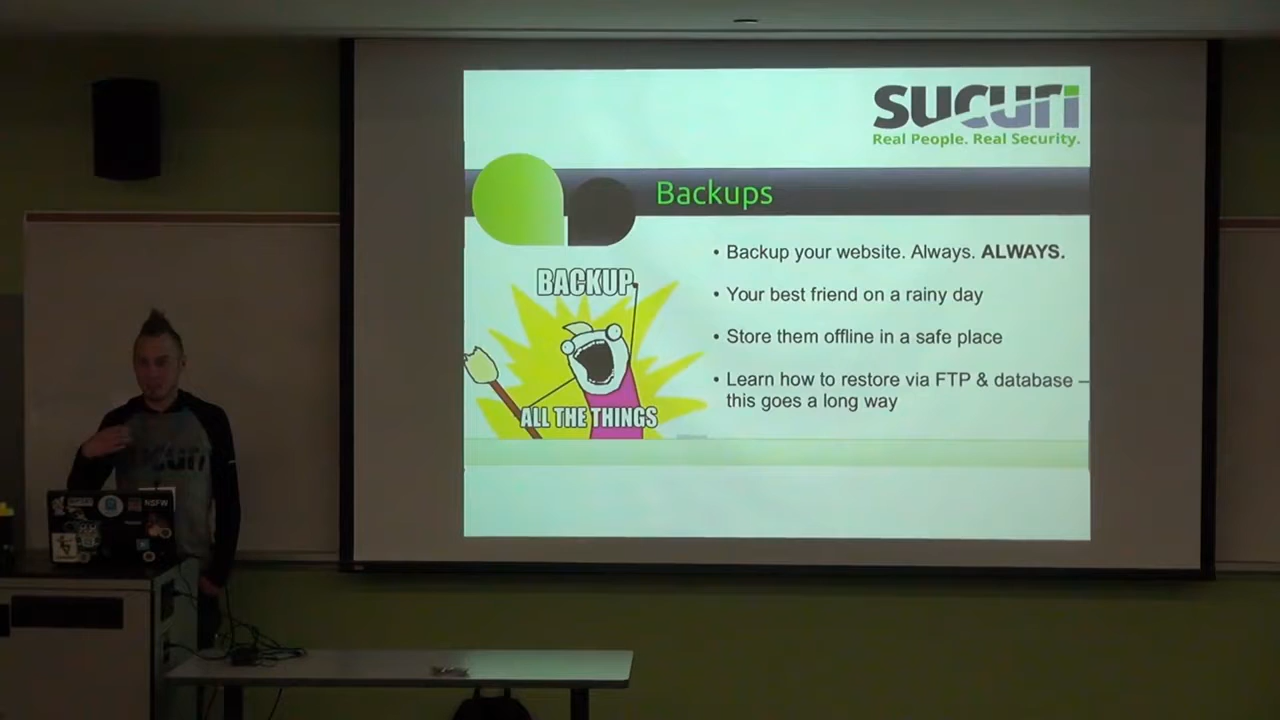 sucuri
Real People. Real Security.
Backups
• Backup your website. Always. ALWAYS.
• Your best friend on a rainy day
• Store them offline in a safe place
• Learn how to restore via FTP & database –
this goes a long way
BACKUP
ALL THE THINGS
sucuri
NSFW